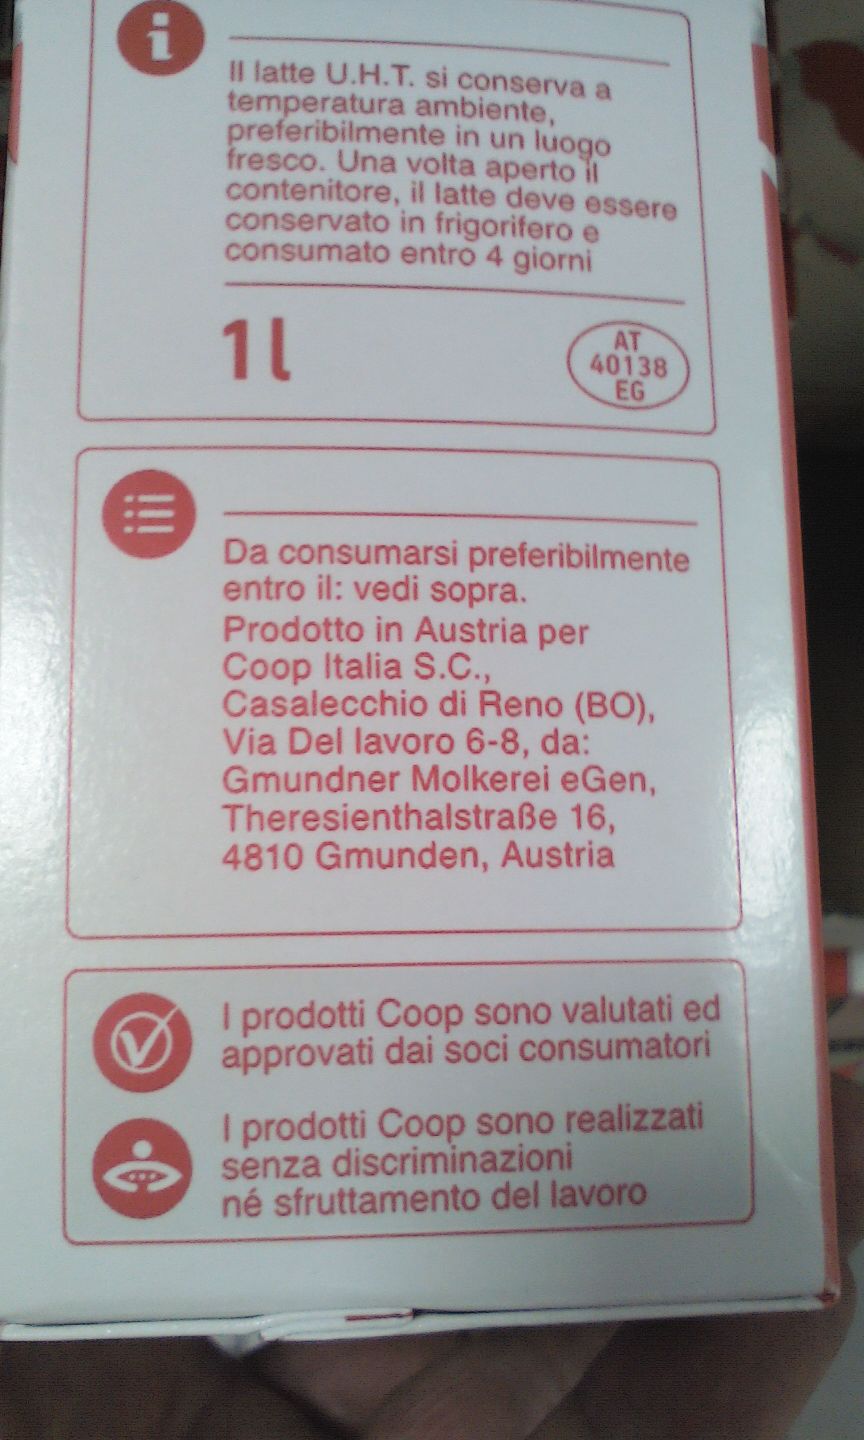 Il latte U.H.T. si conserva a
temperatura ambiente,
preferibilmente in un luogo
fresco. Una volta aperto il
contenitore, il latte deve essere
conservato in frigorifero e
consumato entro 4 giorni
1 l
AT
40138
EG
Da consumarsi preferibilmente
entro il: vedi sopra.
Prodotto in Austria per
Coop Italia S.C.,
Casalecchio di Reno (BO),
Via Del lavoro 6-8, da:
Gmundner Molkerei eGen,
Theresienthalstraße 16,
4810 Gmunden, Austria
I prodotti Coop sono valutati ed
approvati dai soci consumatori
I prodotti Coop sono realizzati
senza discriminazioni
né sfruttamento del lavoro